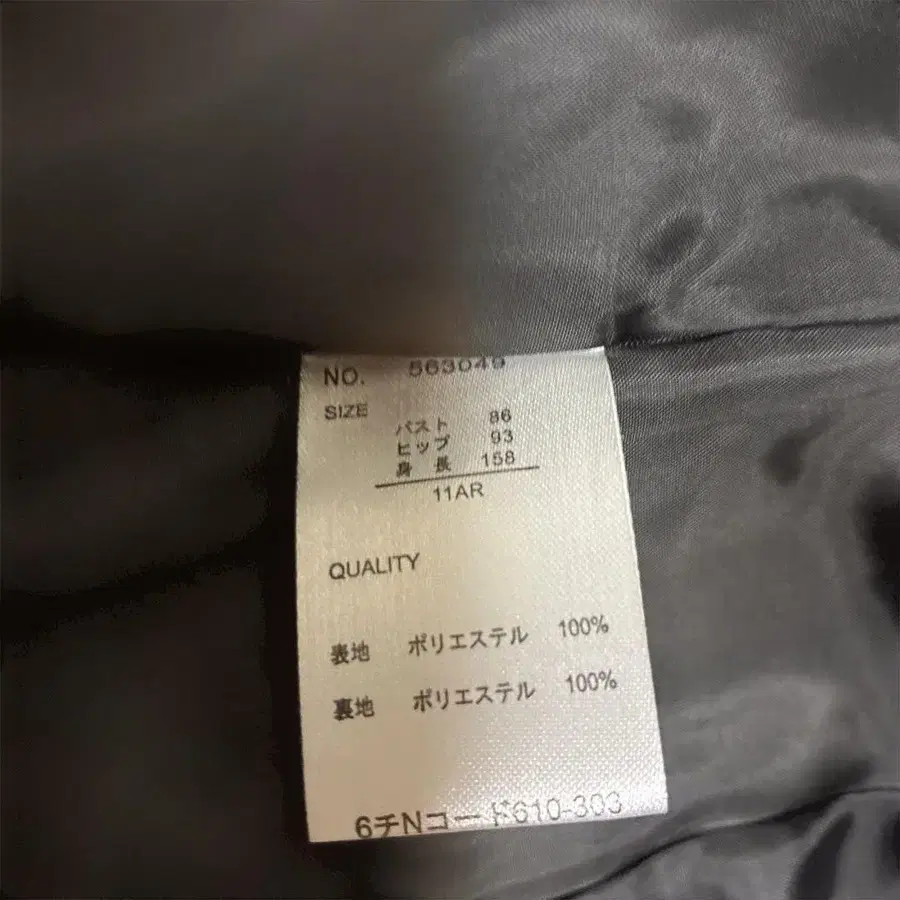 NO. 563049
SIZE
バスト 86
ヒップ 93
身 長 158
11AR
QUALITY
表地 ポリエステル 100%
裏地 ポリエステル 100%
6チNコード610-303